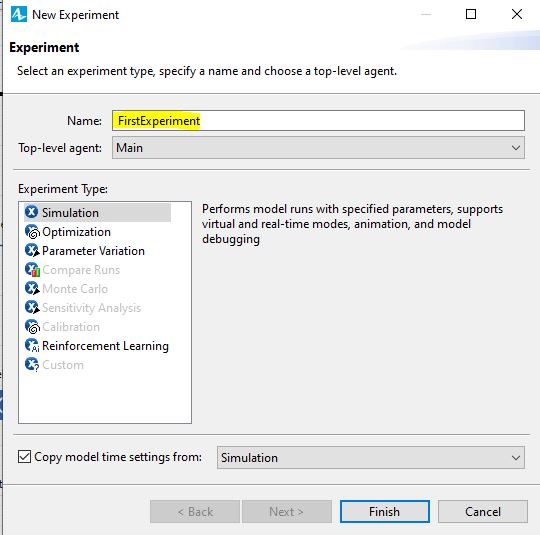 New Experiment
Experiment
Select an experiment type, specify a name and choose a top-level agent.
Name: FirstExperiment
Top-level agent: Main
Experiment Type:
Simulation
Optimization
Parameter Variation
Compare Runs
Monte Carlo
Sensitivity Analysis
Calibration
Reinforcement Learning
Custom
Performs model runs with specified parameters, supports
virtual and real-time modes, animation, and model
debugging
Copy model time settings from: Simulation
< Back Next > Finish Cancel